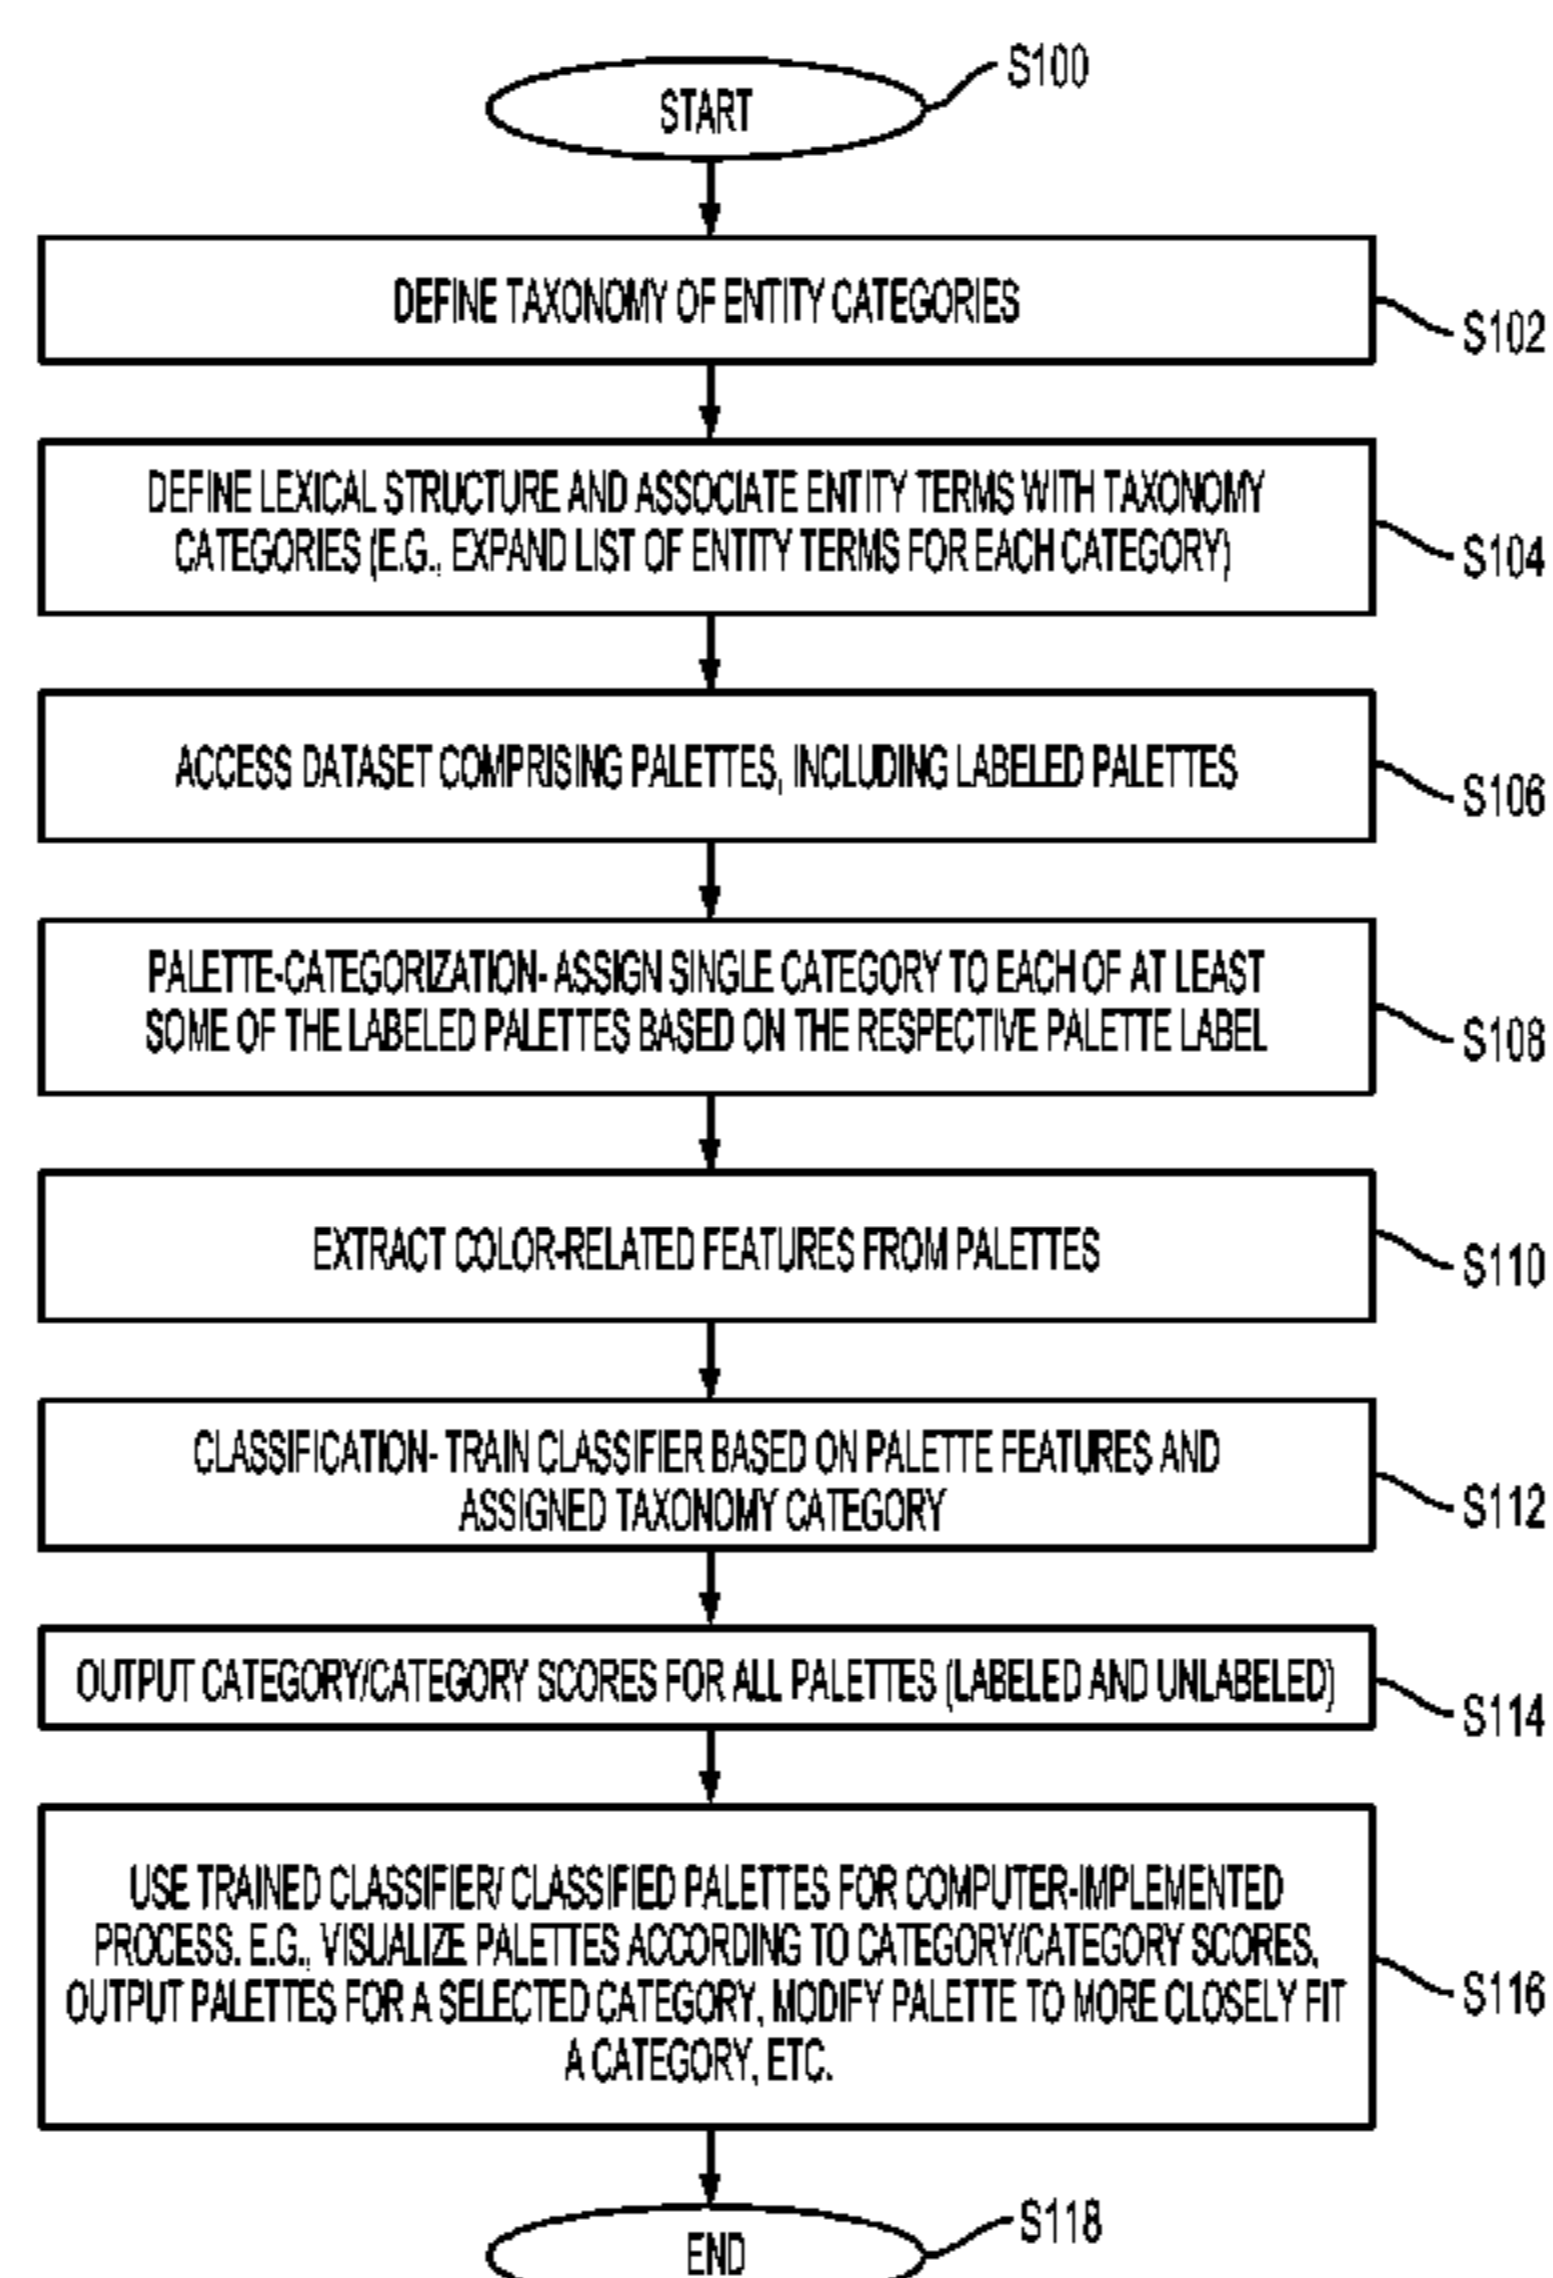 START
S100
DEFINE TAXONOMY OF ENTITY CATEGORIES
S102
DEFINE LEXICAL STRUCTURE AND ASSOCIATE ENTITY TERMS WITH TAXONOMY
CATEGORIES (E.G., EXPAND LIST OF ENTITY TERMS FOR EACH CATEGORY)
S104
ACCESS DATASET COMPRISING PALETTES, INCLUDING LABELED PALETTES
S106
PALETTE-CATEGORIZATION- ASSIGN SINGLE CATEGORY TO EACH OF AT LEAST
SOME OF THE LABELED PALETTES BASED ON THE RESPECTIVE PALETTE LABEL
S108
EXTRACT COLOR-RELATED FEATURES FROM PALETTES
S110
CLASSIFICATION- TRAIN CLASSIFIER BASED ON PALETTE FEATURES AND
ASSIGNED TAXONOMY CATEGORY
S112
OUTPUT CATEGORY/CATEGORY SCORES FOR ALL PALETTES (LABELED AND UNLABELED)
S114
USE TRAINED CLASSIFIER/ CLASSIFIED PALETTES FOR COMPUTER-IMPLEMENTED
PROCESS. E.G., VISUALIZE PALETTES ACCORDING TO CATEGORY/CATEGORY SCORES,
OUTPUT PALETTES FOR A SELECTED CATEGORY, MODIFY PALETTE TO MORE CLOSELY FIT
A CATEGORY, ETC.
S116
END
S118